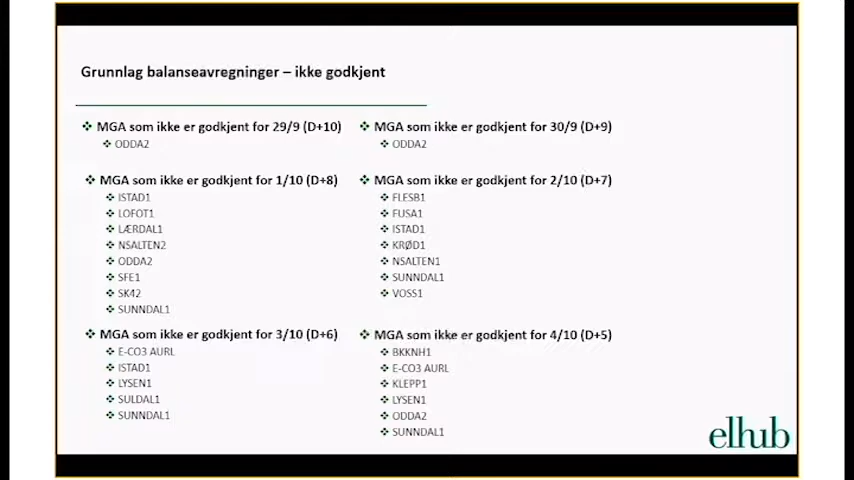 Grunnlag balanseavregninger – ikke godkjent
MGA som ikke er godkjent for 29/9 (D+10)
ODDA2
MGA som ikke er godkjent for 30/9 (D+9)
ODDA2
MGA som ikke er godkjent for 1/10 (D+8)
ISTAD1
LOFOT1
LÆRDAL1
NSALTEN2
ODDA2
SFE1
SK42
SUNNDAL1
MGA som ikke er godkjent for 2/10 (D+7)
FLESB1
FUSA1
ISTAD1
KRØD1
NSALTEN1
SUNNDAL1
VOSS1
MGA som ikke er godkjent for 3/10 (D+6)
E-CO3 AURL
ISTAD1
LYSEN1
SULDAL1
SUNNDAL1
MGA som ikke er godkjent for 4/10 (D+5)
BKKNH1
E-CO3 AURL
KLEPP1
LYSEN1
ODDA2
SUNNDAL1
elhub